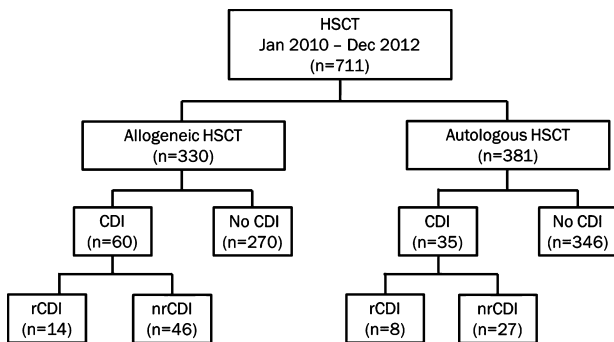 HSCT
Jan 2010 – Dec 2012
(n=711)
Allogeneic HSCT
(n=330)
Autologous HSCT
(n=381)
CDI
(n=60)
No CDI
(n=270)
CDI
(n=35)
No CDI
(n=346)
rCDI
(n=14)
nrCDI
(n=46)
rCDI
(n=8)
nrCDI
(n=27)